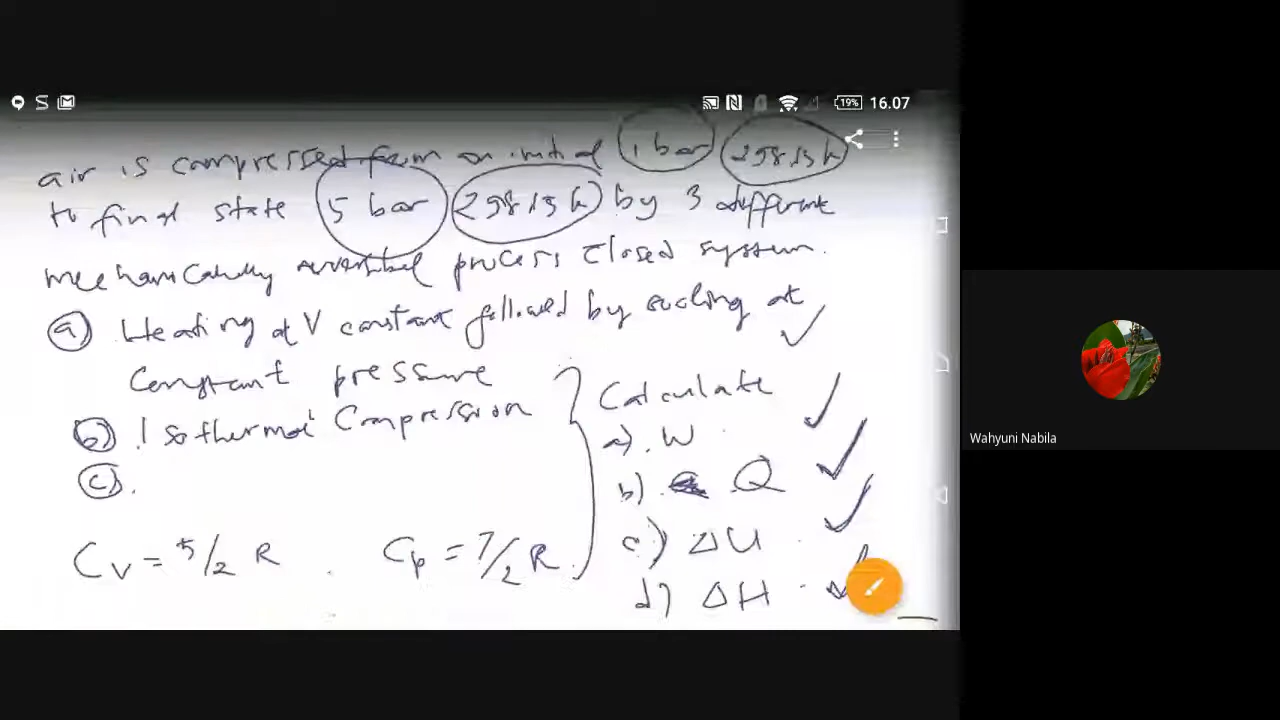 19% 16.07
air is compressed from an initial 1 bar 298.15 K
to final state 5 bar 298.15 K by 3 different
mechanically process closed system.
a) Heating at V constant followed by cooling at
Constant pressure
b) Isothermal Compression
c).
Cv = 5/2 R . Cp = 7/2 R
Calculate
a). W
b). Q
c) ΔU
d) ΔH
Wahyuni Nabila